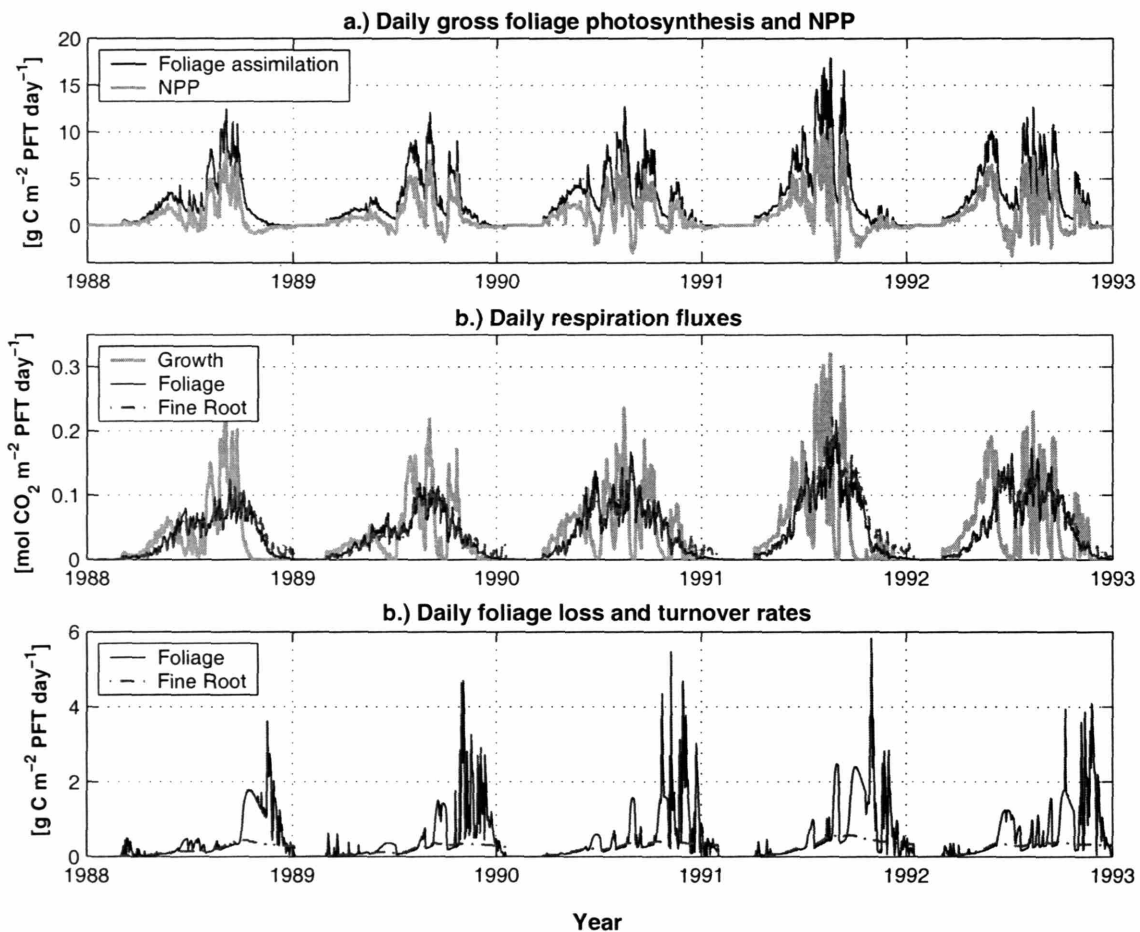 a.) Daily gross foliage photosynthesis and NPP
[g C m⁻² PFT day⁻¹]
20
15
10
5
0
Foliage assimilation
NPP
1988
1989
1990
1991
1992
1993
b.) Daily respiration fluxes
[mol CO₂ m⁻² PFT day⁻¹]
0.3
0.2
0.1
0
Growth
Foliage
Fine Root
1988
1989
1990
1991
1992
1993
b.) Daily foliage loss and turnover rates
[g C m⁻² PFT day⁻¹]
6
4
2
0
Foliage
Fine Root
1988
1989
1990
1991
1992
1993
Year